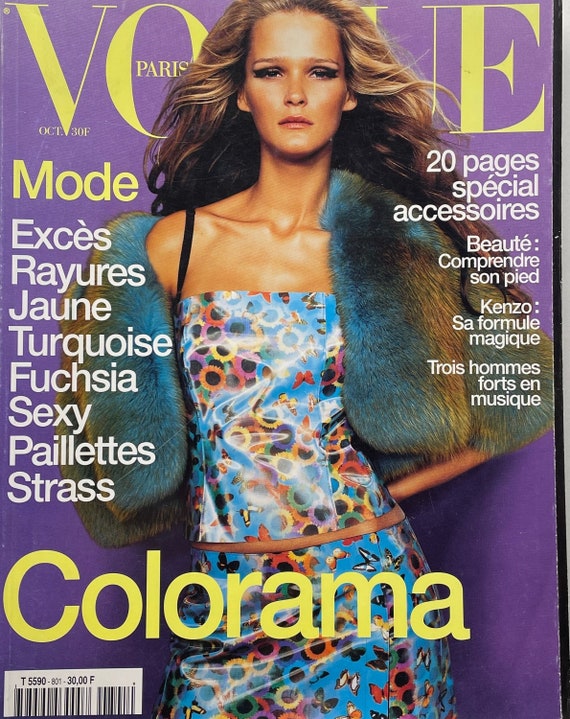 ®
VOGUE
PARIS
OCT. 30F
Mode
Excès
Rayures
Jaune
Turquoise
Fuchsia
Sexy
Paillettes
Strass
20 pages
spécial
accessoires
Beauté :
Comprendre
son pied
Kenzo :
Sa formule
magique
Trois hommes
forts en
musique
Colorama
T 5590 - 801 - 30,00 F